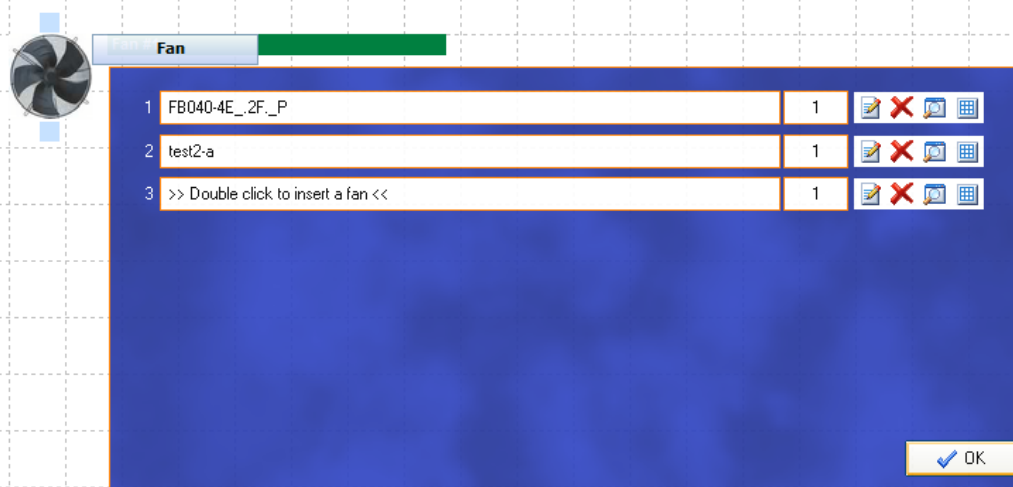 Fan
1 FB040-4E_.2F._P 1
2 test2-a 1
3 >> Double click to insert a fan << 1
OK